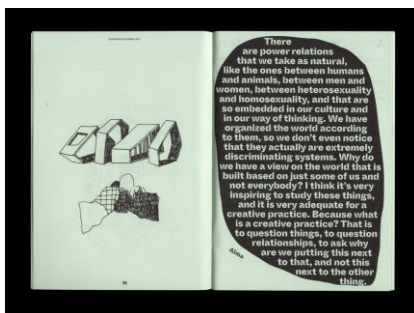 There
are power relations
that we take as natural,
like the ones between humans
and animals, between men and
women, between heterosexuality
and homosexuality, and that are
so embedded in our culture and
in our way of thinking. We have
organized the world according
to them, so we don't even notice
that they actually are extremely
discriminating systems. Why do
we have a view on the world that is
built based on just some of us and
not everybody? I think it's very
inspiring to study these things,
and it is very adequate for a
creative practice. Because what
is a creative practice? That is
to question things, to question
relationships, to ask why
are we putting this next
to that, and not this
next to the other
thing.
Alma